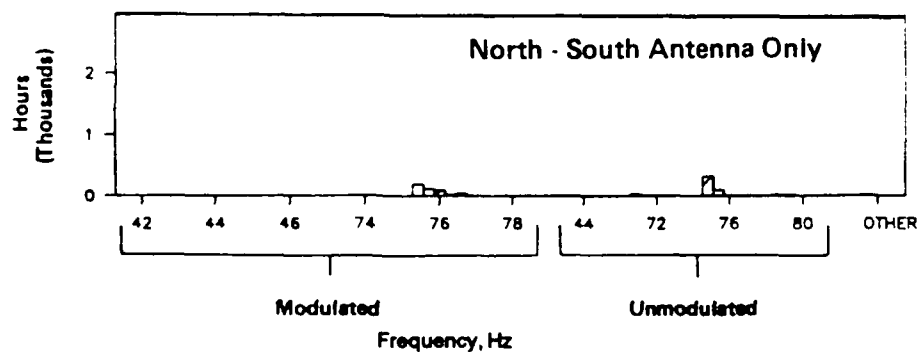 North - South Antenna Only
Hours
(Thousands)
2
1
0
42 44 46 74 76 78 44 72 76 80 OTHER
Modulated Unmodulated
Frequency, Hz